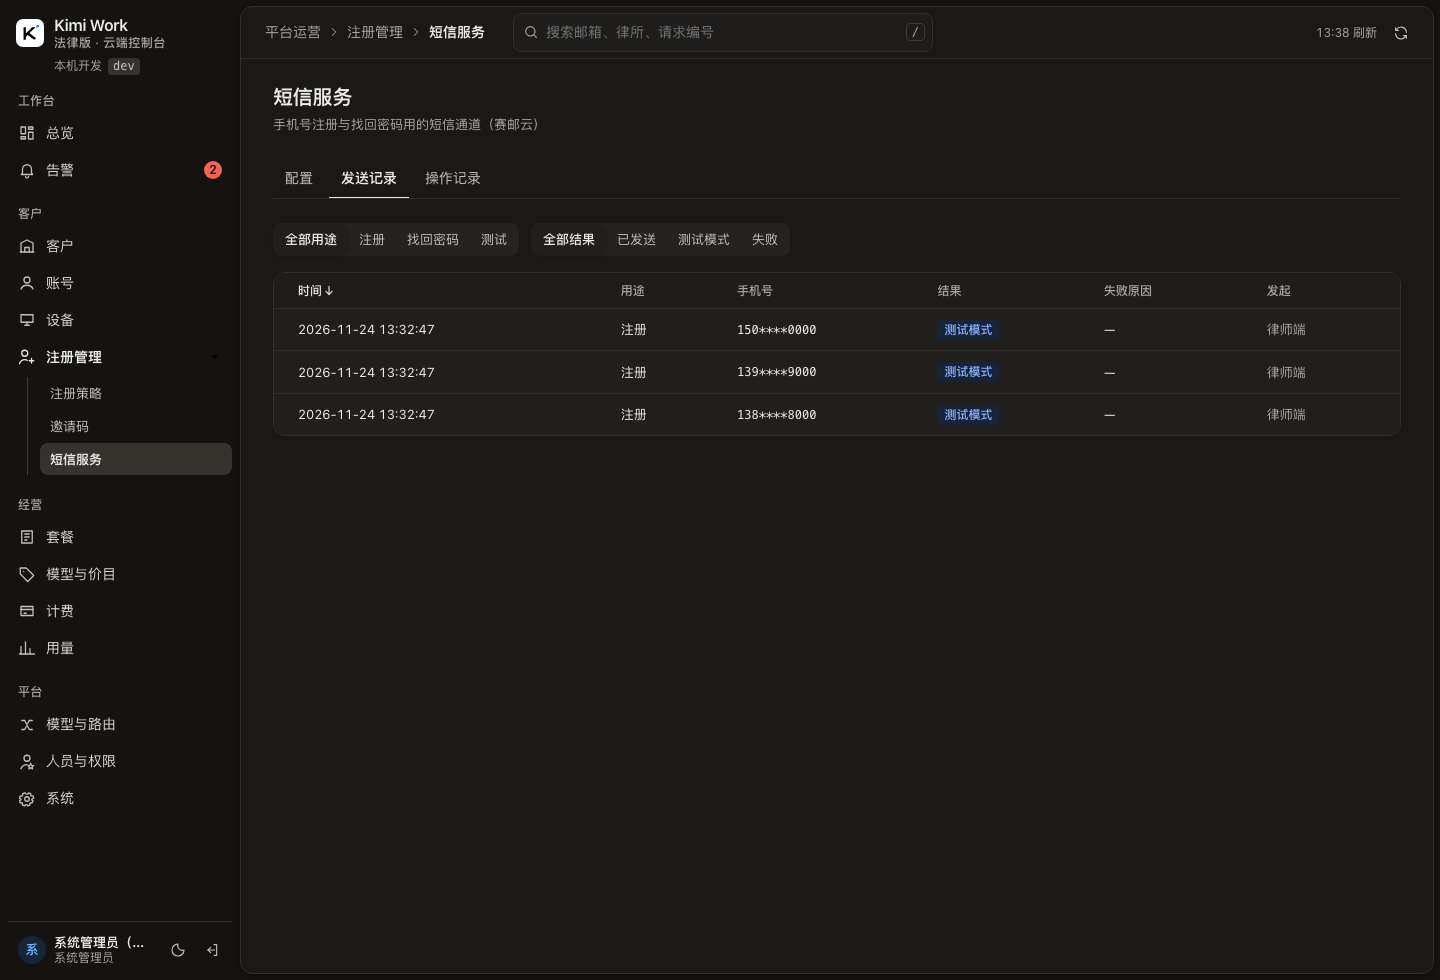 Kimi Work
法律版 · 云端控制台
本机开发 dev
工作台
总览
告警 2
客户
客户
账号
设备
注册管理
注册策略
邀请码
短信服务
经营
套餐
模型与价目
计费
用量
平台
模型与路由
人员与权限
系统
系 系统管理员（...
系统管理员
平台运营 > 注册管理 > 短信服务
搜索邮箱、律所、请求编号 /
13:38 刷新
短信服务
手机号注册与找回密码用的短信通道（赛邮云）
配置 发送记录 操作记录
全部用途 注册 找回密码 测试 全部结果 已发送 测试模式 失败
时间↓ 用途 手机号 结果 失败原因 发起
2026-11-24 13:32:47 注册 150****0000 测试模式 — 律师端
2026-11-24 13:32:47 注册 139****9000 测试模式 — 律师端
2026-11-24 13:32:47 注册 138****8000 测试模式 — 律师端